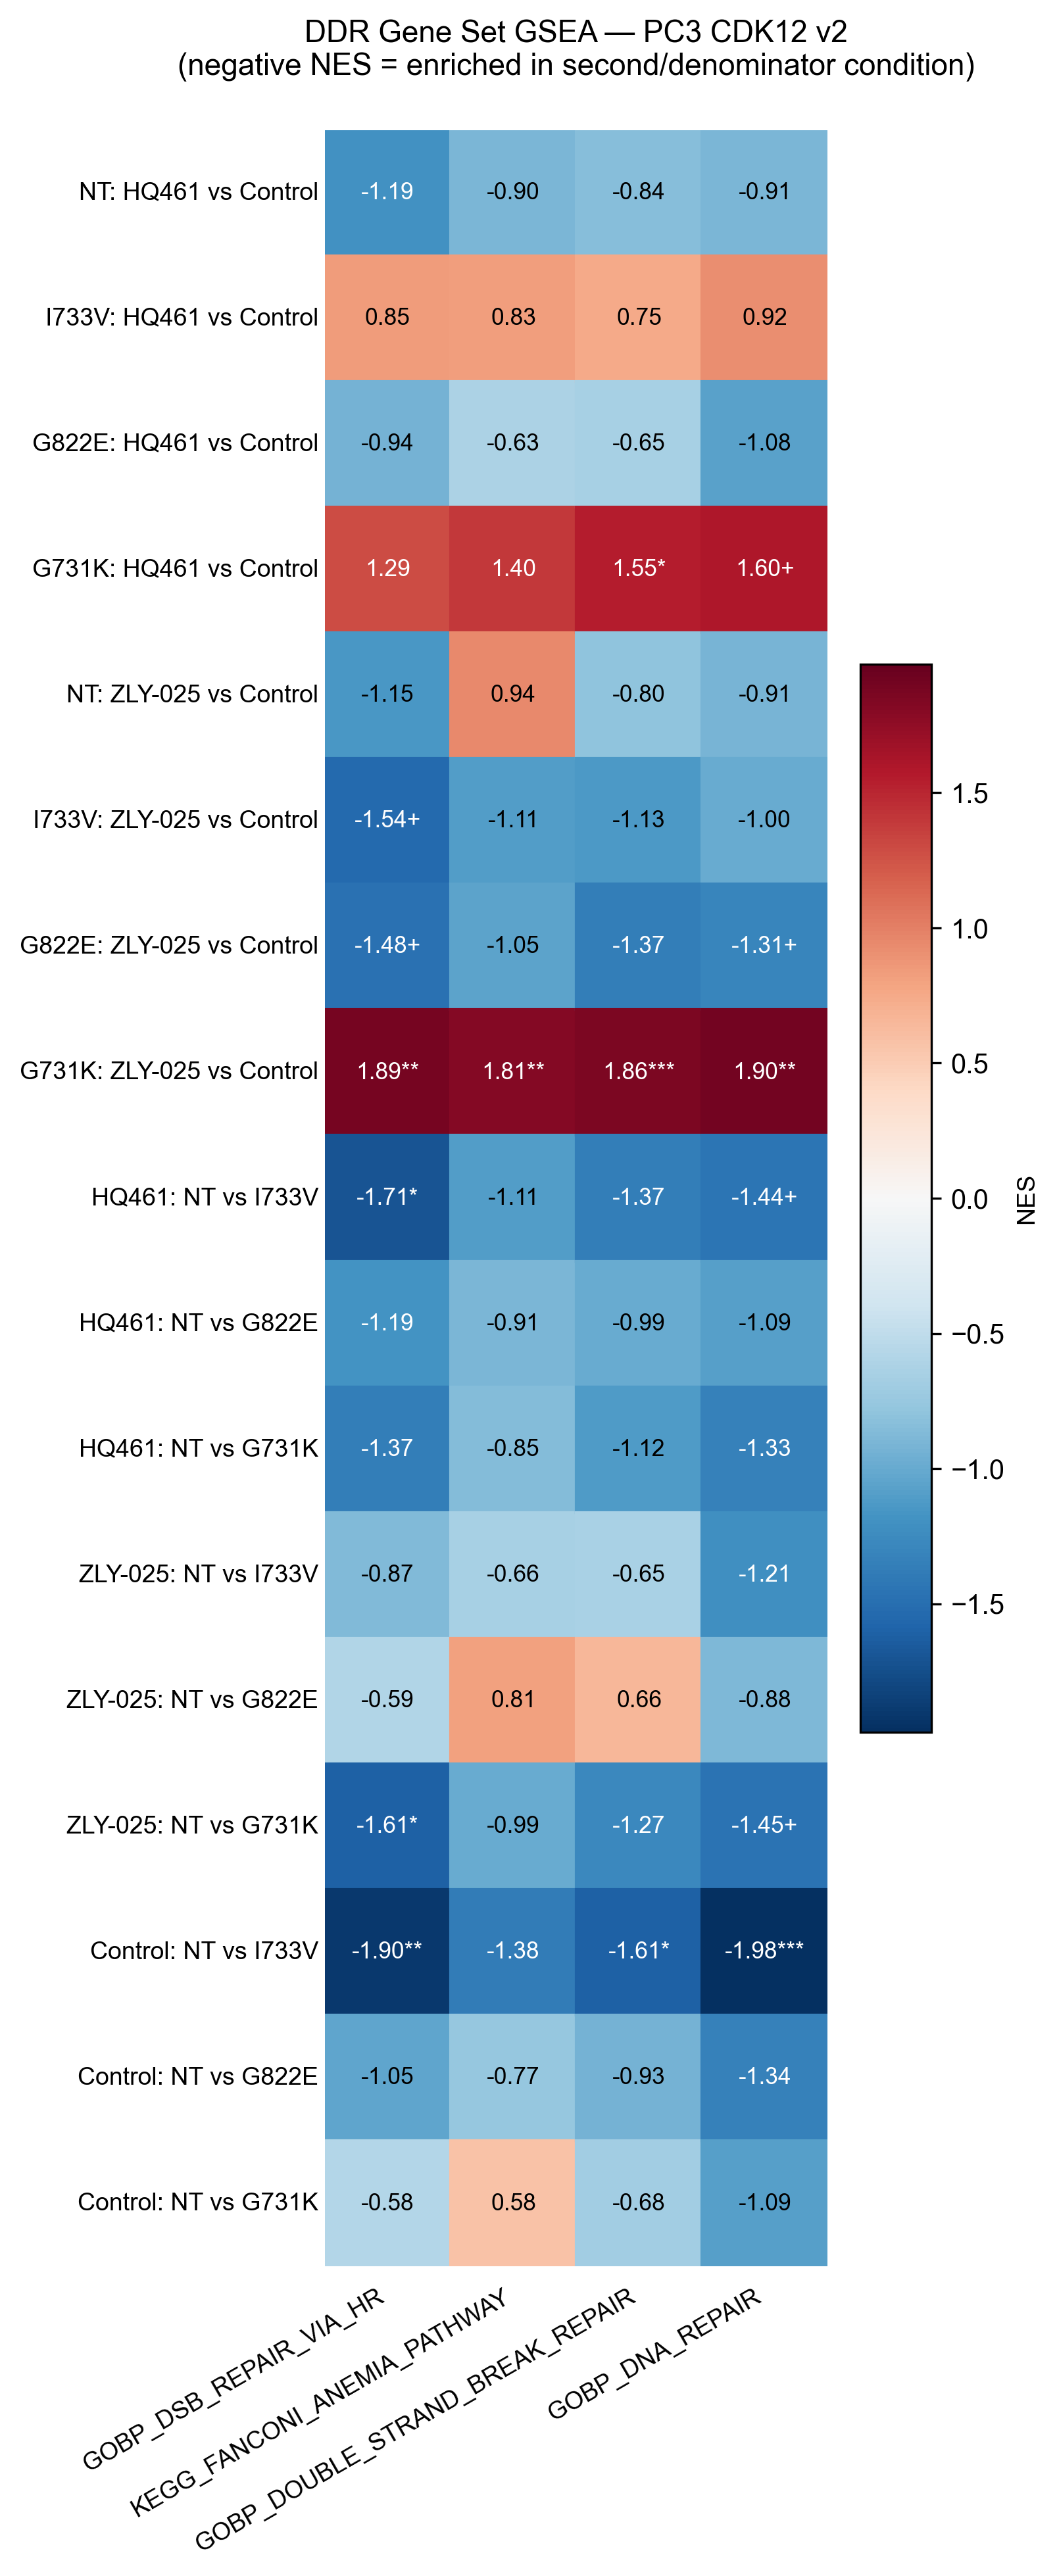 DDR Gene Set GSEA — PC3 CDK12 v2
(negative NES = enriched in second/denominator condition)
NT: HQ461 vs Control -1.19 -0.90 -0.84 -0.91
I733V: HQ461 vs Control 0.85 0.83 0.75 0.92
G822E: HQ461 vs Control -0.94 -0.63 -0.65 -1.08
G731K: HQ461 vs Control 1.29 1.40 1.55* 1.60+
NT: ZLY-025 vs Control -1.15 0.94 -0.80 -0.91
I733V: ZLY-025 vs Control -1.54+ -1.11 -1.13 -1.00
G822E: ZLY-025 vs Control -1.48+ -1.05 -1.37 -1.31+
G731K: ZLY-025 vs Control 1.89** 1.81** 1.86*** 1.90**
HQ461: NT vs I733V -1.71* -1.11 -1.37 -1.44+
HQ461: NT vs G822E -1.19 -0.91 -0.99 -1.09
HQ461: NT vs G731K -1.37 -0.85 -1.12 -1.33
ZLY-025: NT vs I733V -0.87 -0.66 -0.65 -1.21
ZLY-025: NT vs G822E -0.59 0.81 0.66 -0.88
ZLY-025: NT vs G731K -1.61* -0.99 -1.27 -1.45+
Control: NT vs I733V -1.90** -1.38 -1.61* -1.98***
Control: NT vs G822E -1.05 -0.77 -0.93 -1.34
Control: NT vs G731K -0.58 0.58 -0.68 -1.09
GOBP_DSB_REPAIR_VIA_HR
KEGG_FANCONI_ANEMIA_PATHWAY
GOBP_DOUBLE_STRAND_BREAK_REPAIR
GOBP_DNA_REPAIR
1.5
1.0
0.5
0.0
−0.5
−1.0
−1.5
NES